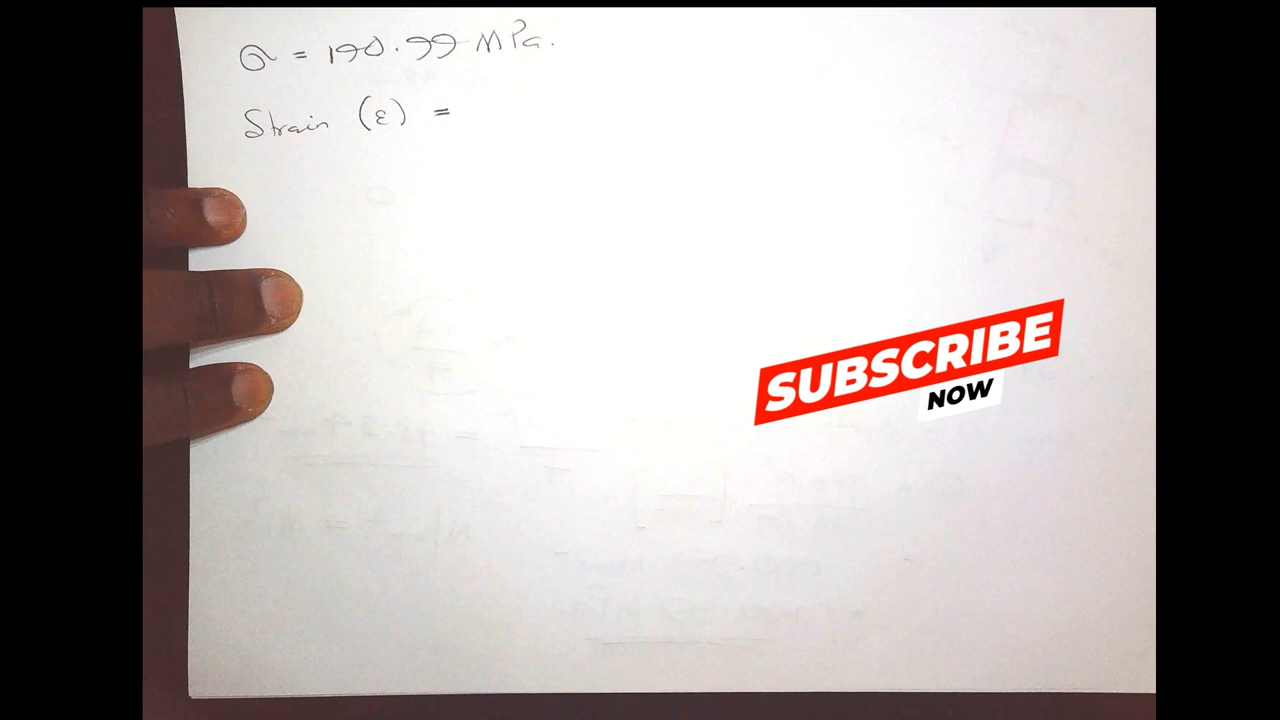 σ = 190.99 MPa.
Strain (ε) =
SUBSCRIBE
NOW